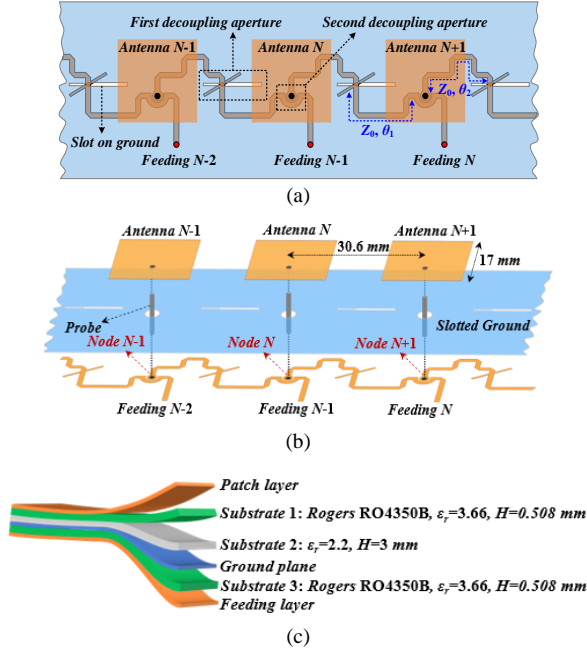 First decoupling aperture
Second decoupling aperture
Antenna N-1
Antenna N
Antenna N+1
Z0, θ2
Z0, θ1
Slot on ground
Feeding N-2
Feeding N-1
Feeding N
(a)
Antenna N-1
Antenna N
Antenna N+1
30.6 mm
17 mm
Probe
Slotted Ground
Node N-1
Node N
Node N+1
Feeding N-2
Feeding N-1
Feeding N
(b)
Patch layer
Substrate 1: Rogers RO4350B, εr=3.66, H=0.508 mm
Substrate 2: εr=2.2, H=3 mm
Ground plane
Substrate 3: Rogers RO4350B, εr=3.66, H=0.508 mm
Feeding layer
(c)